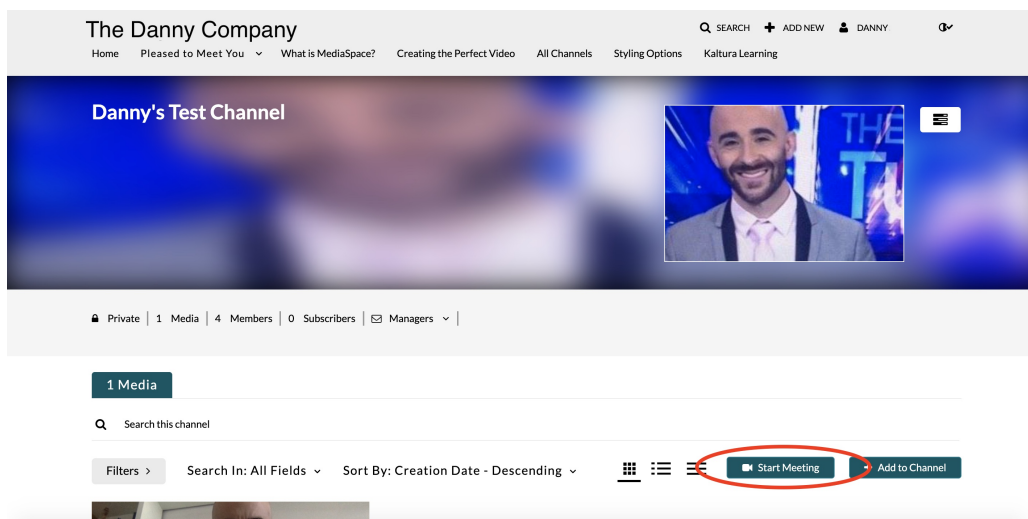 The Danny Company
SEARCH ADD NEW DANNY
Home Pleased to Meet You What is MediaSpace? Creating the Perfect Video All Channels Styling Options Kaltura Learning
Danny's Test Channel
THE
Private | 1 Media | 4 Members | 0 Subscribers | Managers |
1 Media
Search this channel
Filters > Search In: All Fields Sort By: Creation Date - Descending Start Meeting + Add to Channel